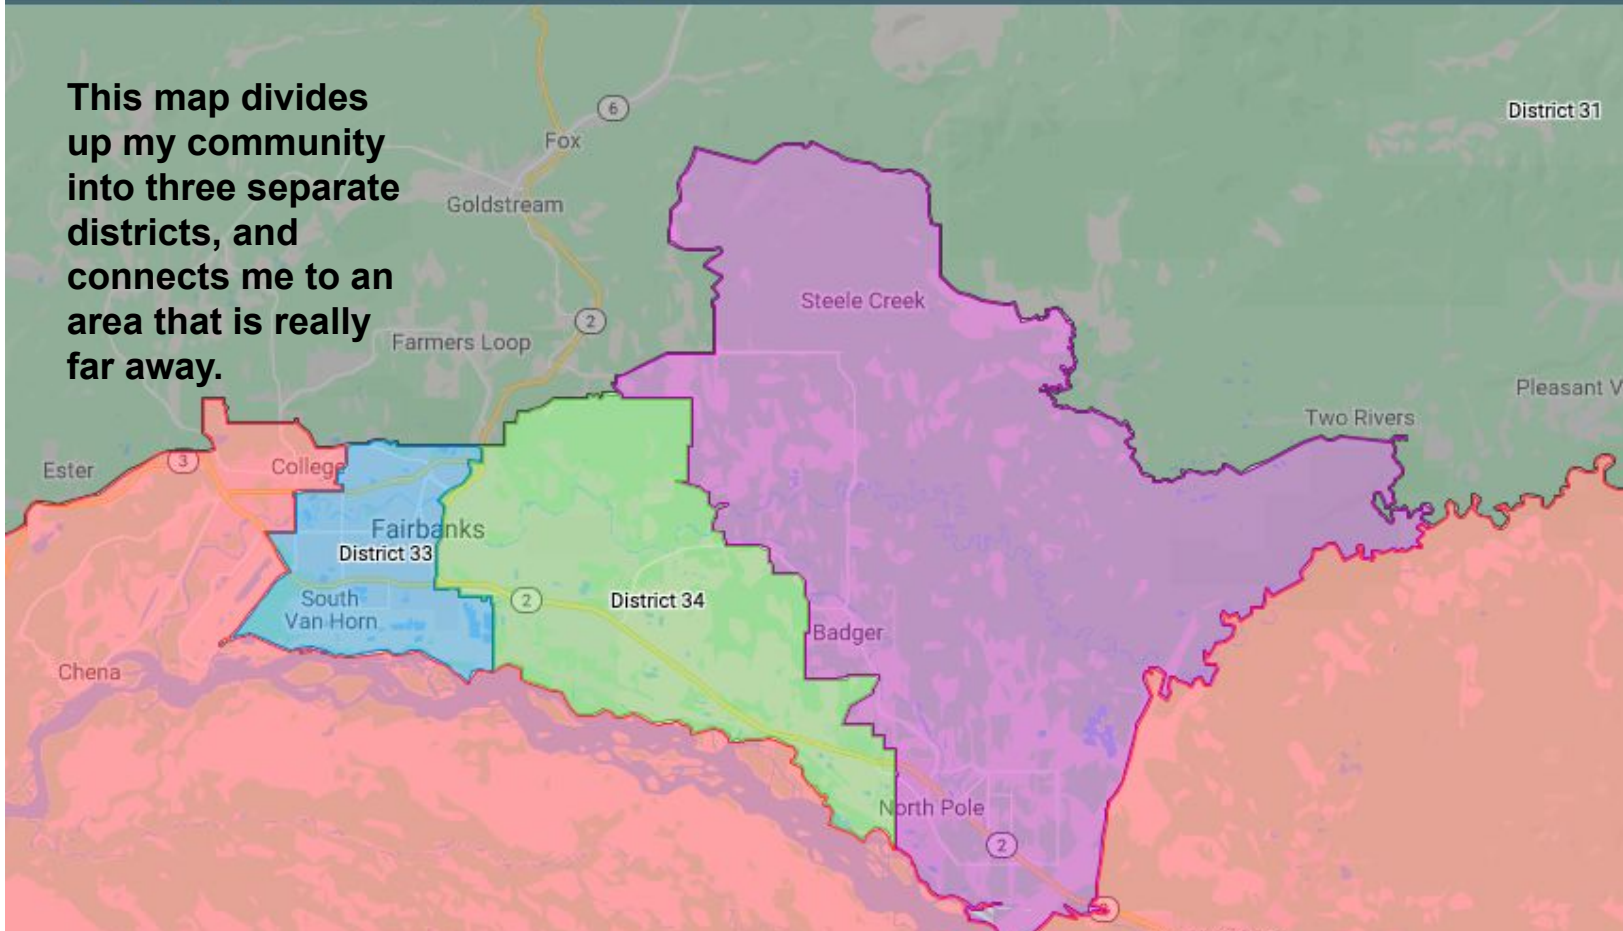 This map divides
up my community
into three separate
districts, and
connects me to an
area that is really
far away.
6
District 31
Fox
Goldstream
Steele Creek
2
Farmers Loop
Pleasant V
Two Rivers
Ester
3
College
Fairbanks
District 33
South
Van Horn
2
District 34
Badger
Chena
North Pole
2